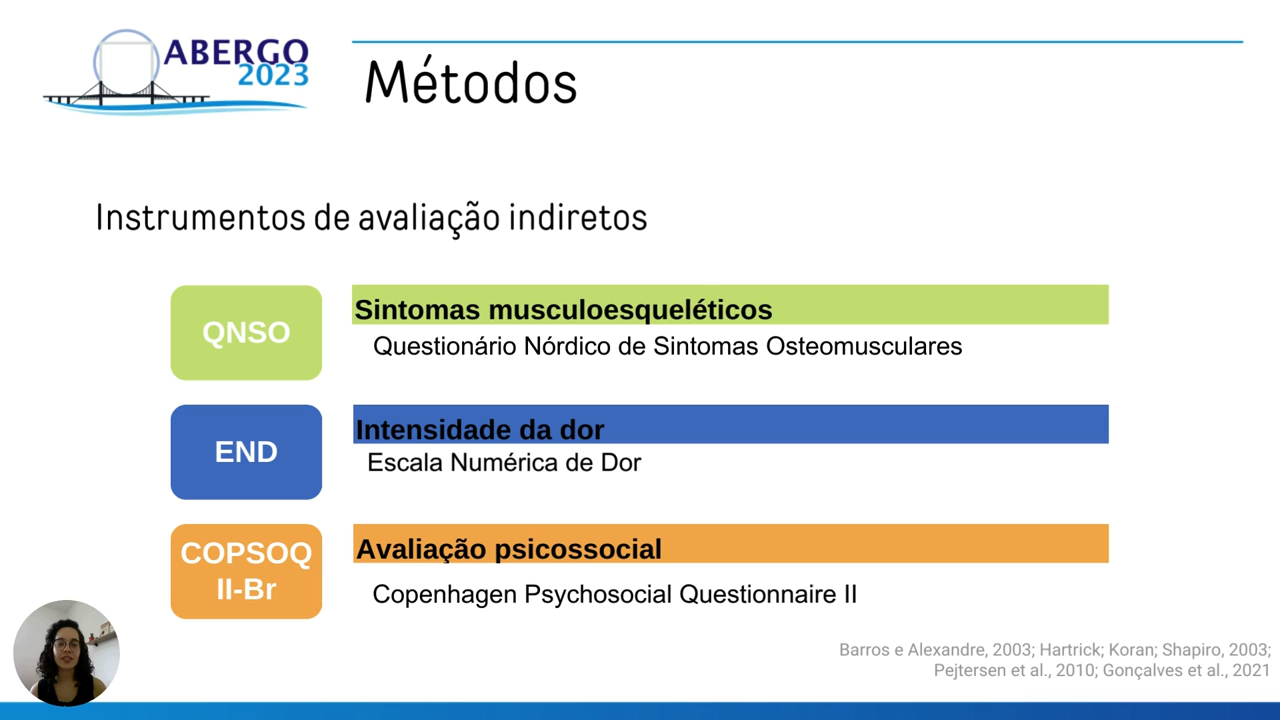 ABERGO
2023
Métodos
Instrumentos de avaliação indiretos
QNSO
Sintomas musculoesqueléticos
Questionário Nórdico de Sintomas Osteomusculares
END
Intensidade da dor
Escala Numérica de Dor
COPSOQ
II-Br
Avaliação psicossocial
Copenhagen Psychosocial Questionnaire II
Barros e Alexandre, 2003; Hartrick; Koran; Shapiro, 2003;
Pejtersen et al., 2010; Gonçalves et al., 2021